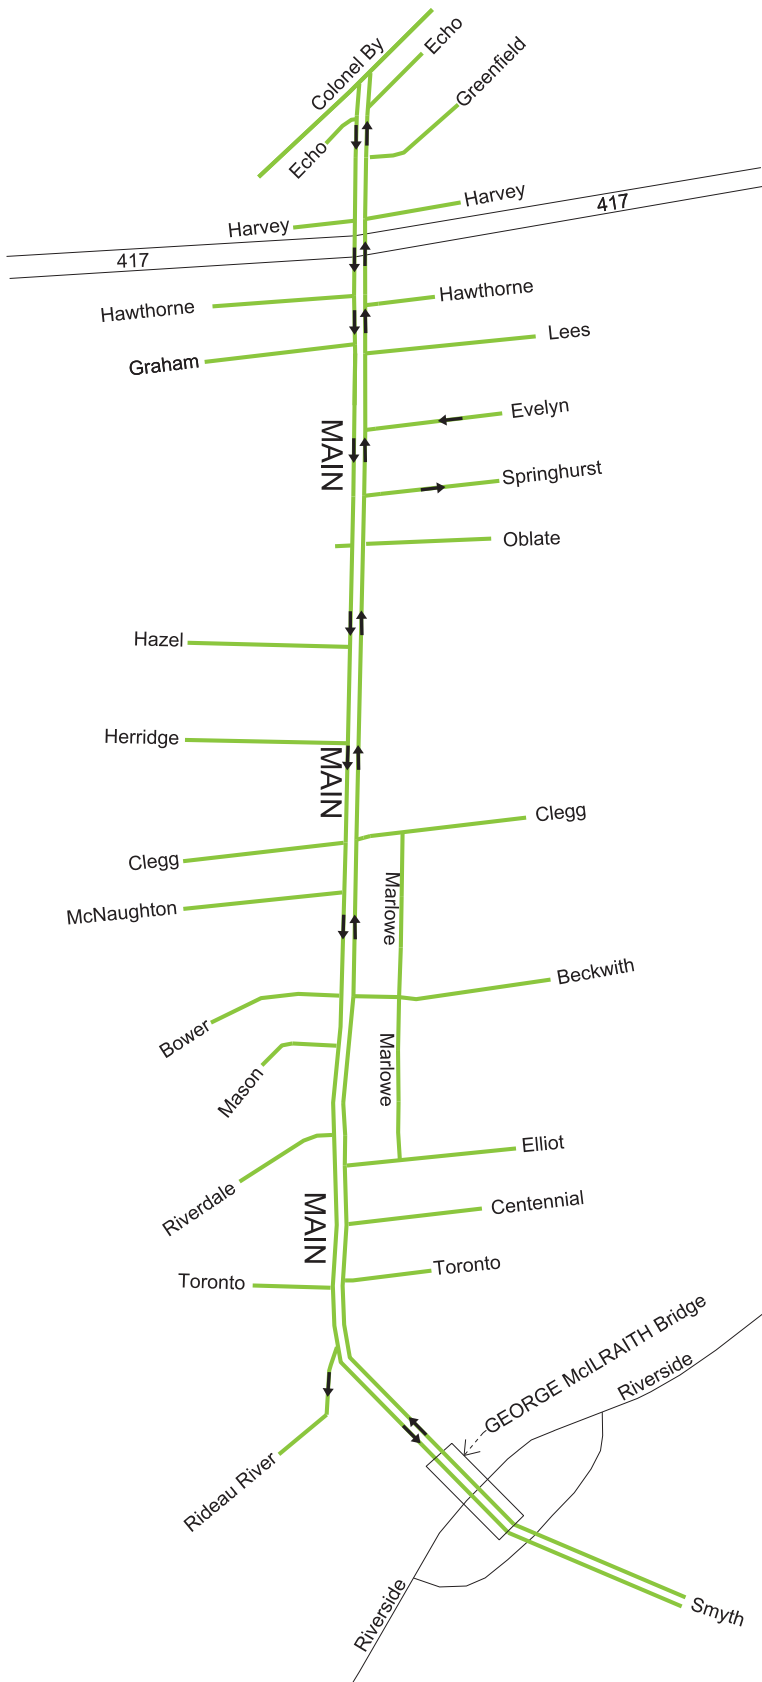 Colonel By
Echo
Greenfield
Echo
Harvey
Harvey
417
417
Hawthorne
Hawthorne
Lees
Graham
Evelyn
MAIN
Springhurst
Oblate
Hazel
Herridge
MAIN
Clegg
Clegg
Marlowe
McNaughton
Beckwith
Bower
Marlowe
Mason
Elliot
Riverdale
Centennial
MAIN
Toronto
Toronto
GEORGE McILRAITH Bridge
Riverside
Rideau River
Riverside
Smyth